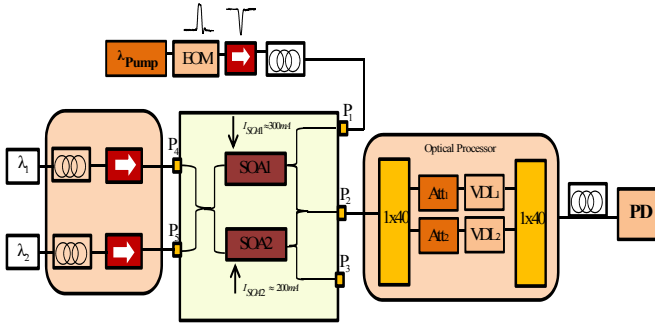 λPump
EOM
P1
ISOA1≈300mA
Optical Processor
P4
λ1
SOA1
P2
1x40
Att1
VDL1
1x40
PD
Att2
VDL2
P5
λ2
SOA2
P3
ISOA2≈200mA